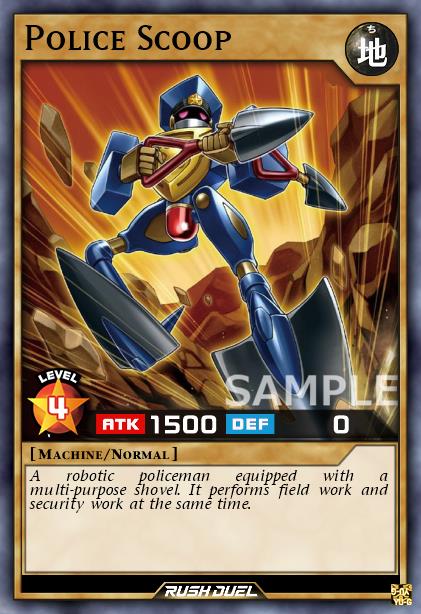 Police Scoop
ち
地
SAMPLE
LEVEL
4
ATK 1500 DEF 0
[Machine/Normal]
A robotic policeman equipped with a
multi-purpose shovel. It performs field work and
security work at the same time.
RUSH DUEL